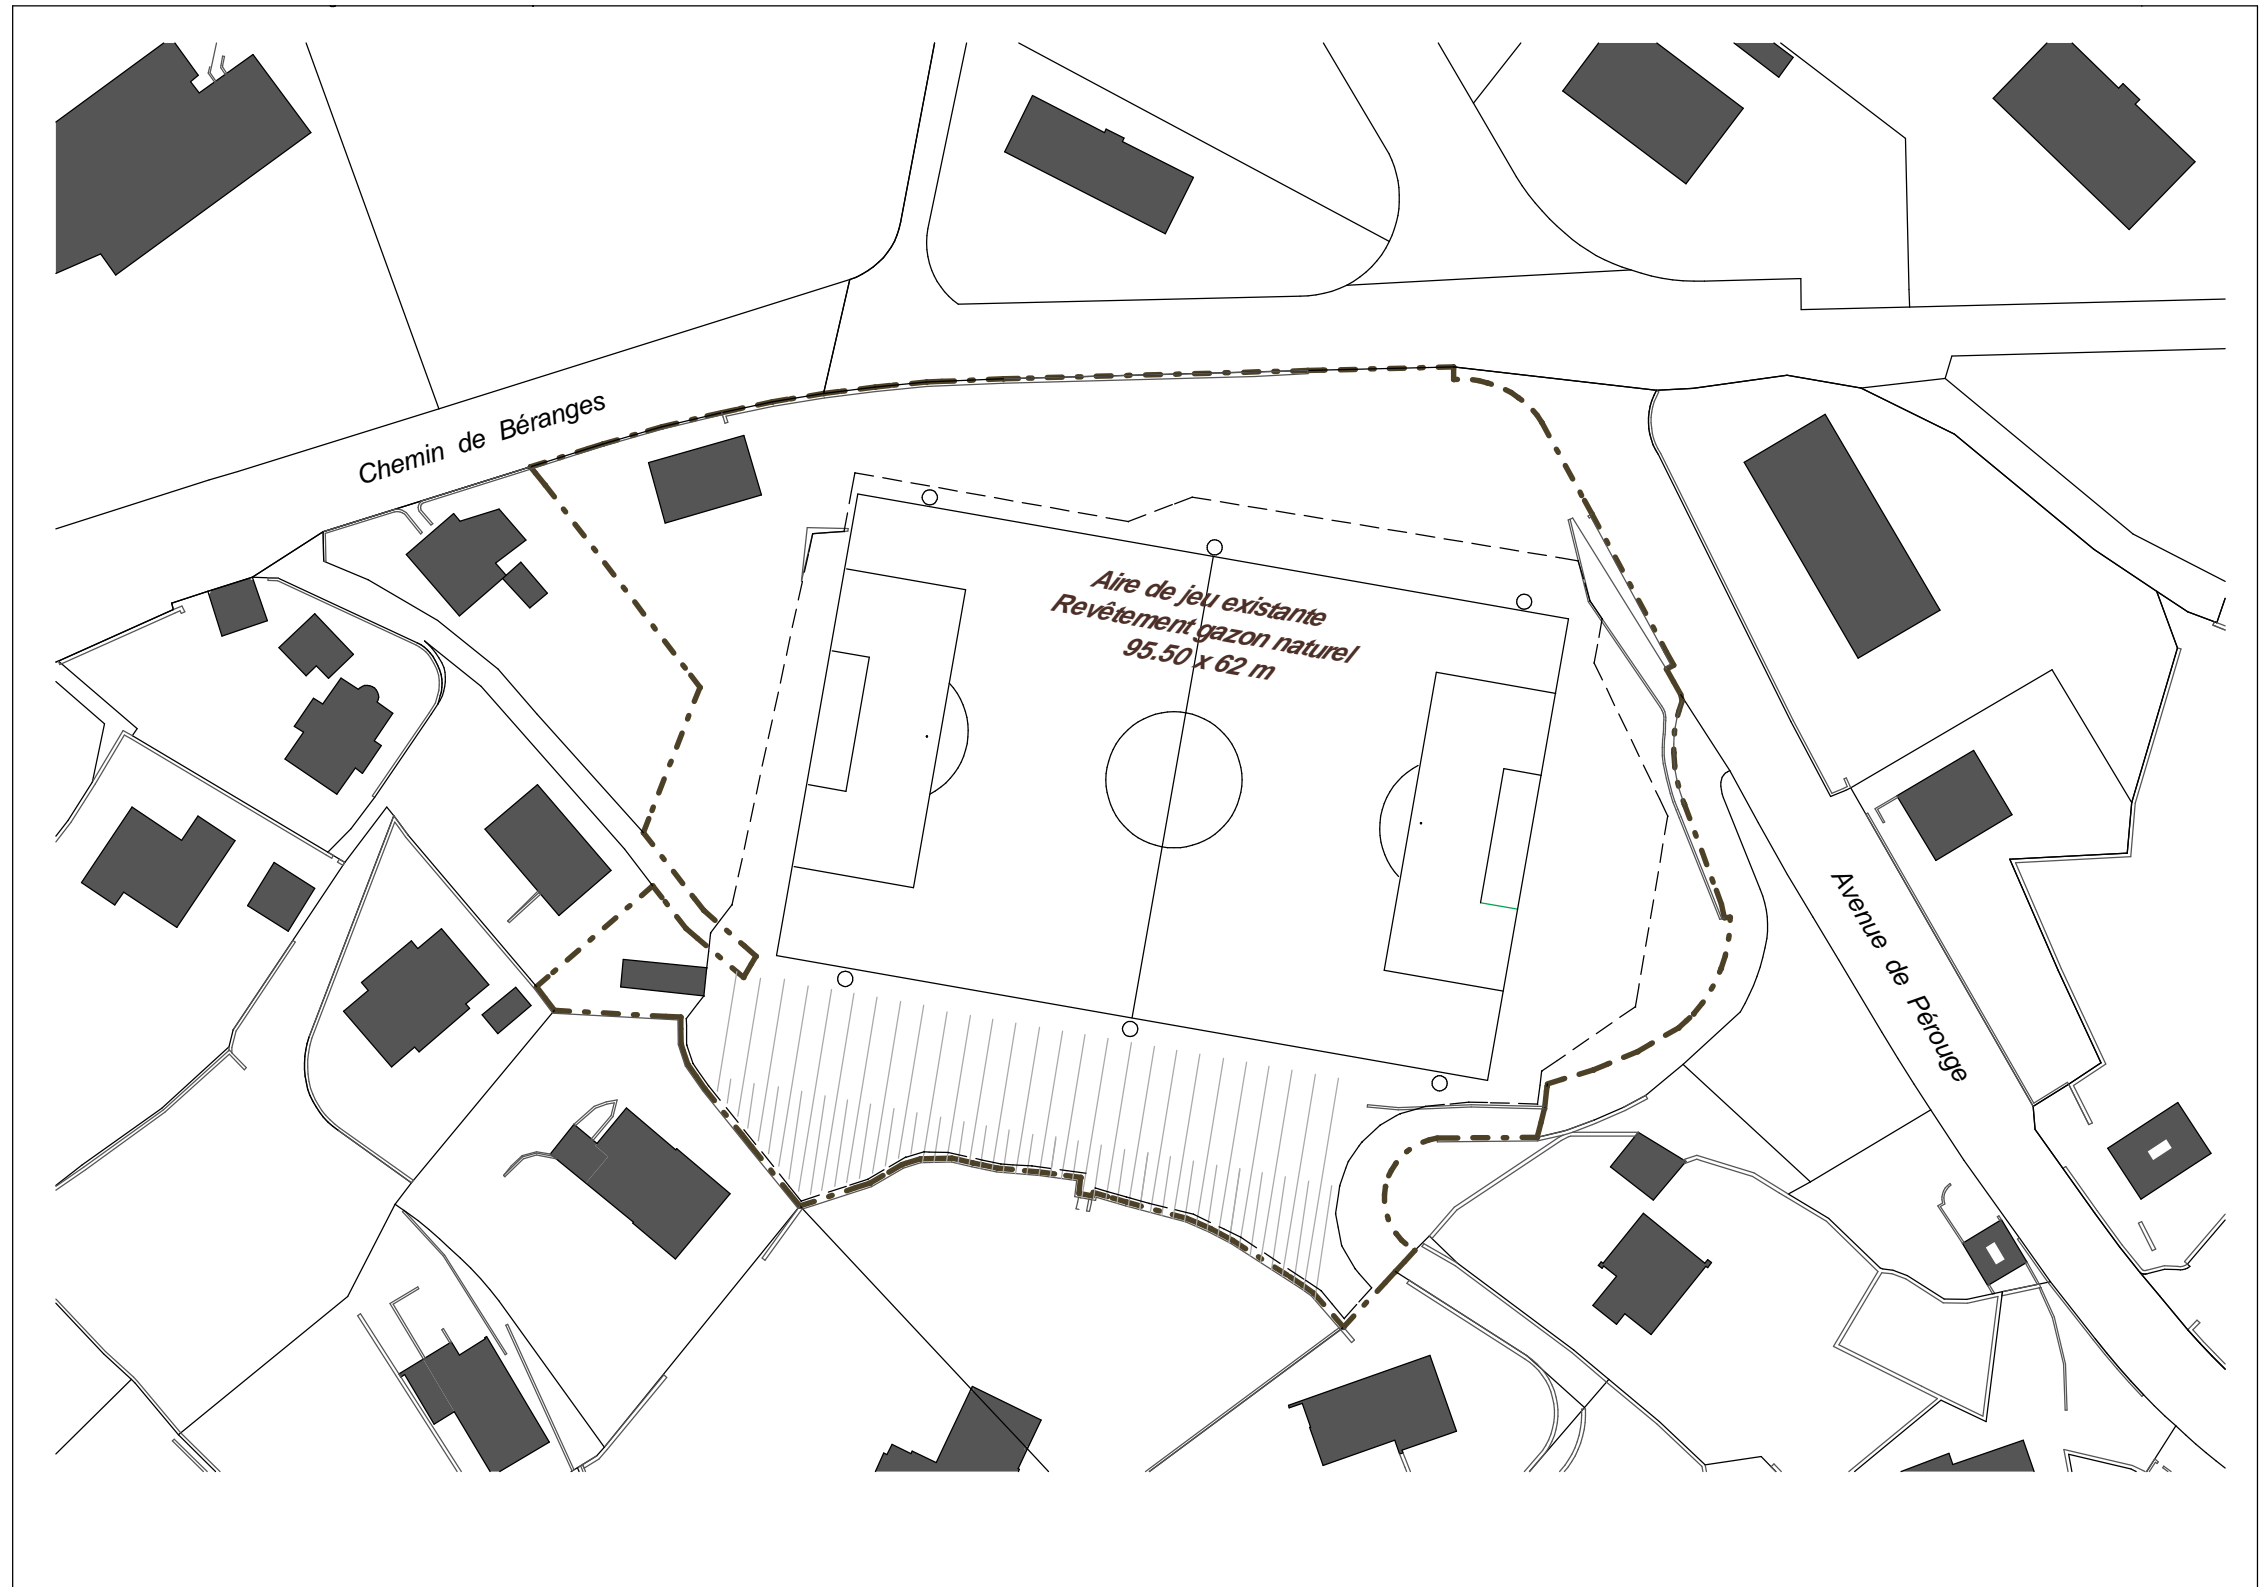 Chemin de Béranges
Aire de jeu existante
Revêtement gazon naturel
95.50 x 62 m
Avenue de Pérouge